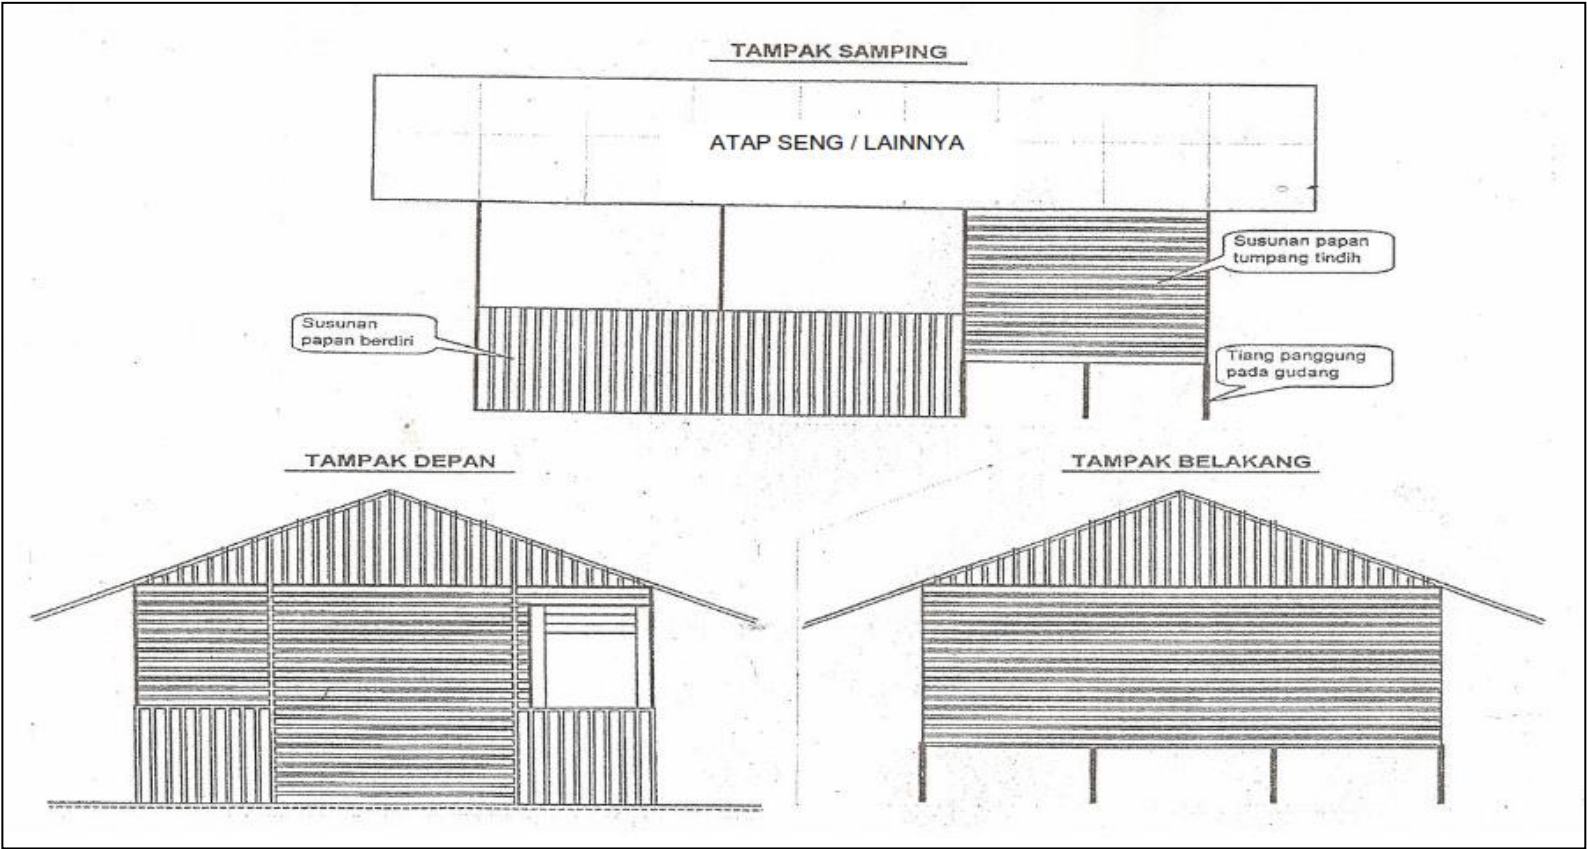 TAMPAK SAMPING
ATAP SENG / LAINNYA
Susunan papan
tumpang tindih
Susunan
papan berdiri
Tiang panggung
pada gudang
TAMPAK DEPAN
TAMPAK BELAKANG